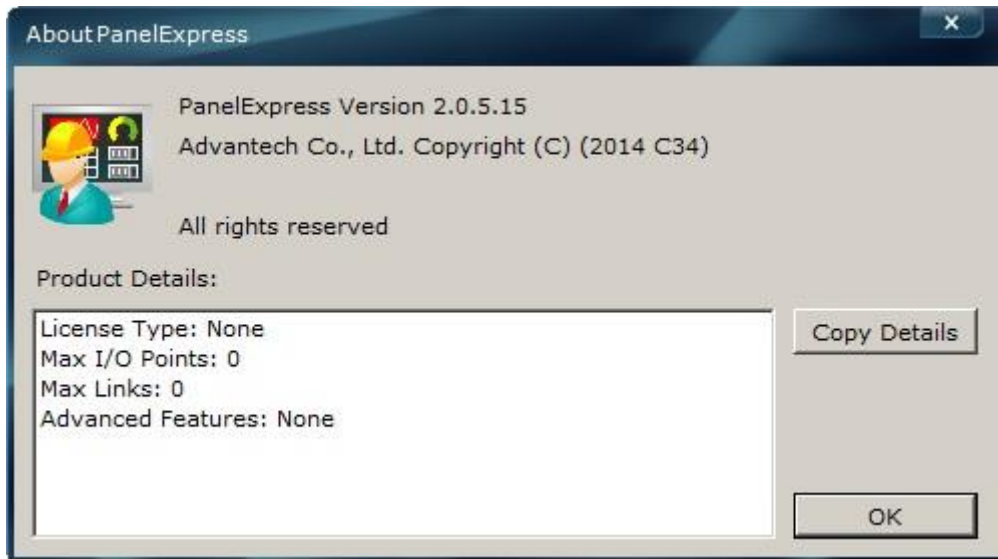 About PanelExpress
x
PanelExpress Version 2.0.5.15
Advantech Co., Ltd. Copyright (C) (2014 C34)
All rights reserved
Product Details:
License Type: None
Max I/O Points: 0
Max Links: 0
Advanced Features: None
Copy Details
OK